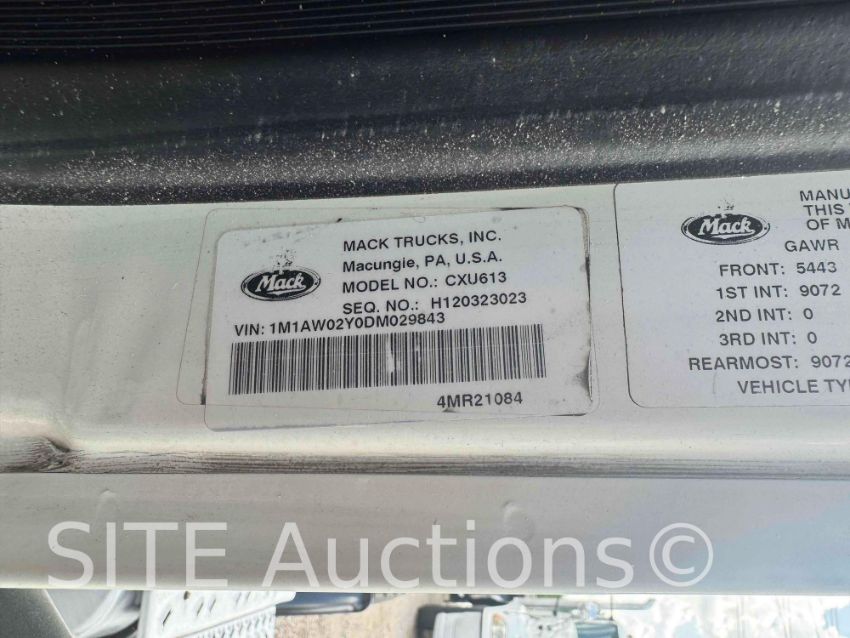 Mack
MACK TRUCKS, INC.
Macungie, PA, U.S.A.
MODEL NO.: CXU613
SEQ. NO.: H120323023
VIN: 1M1AW02Y0DM029843
4MR21084
Mack
MANU
THIS
OF M
GAWR
FRONT: 5443
1ST INT: 9072
2ND INT: 0
3RD INT: 0
REARMOST: 9072
VEHICLE TY
SITE Auctions©